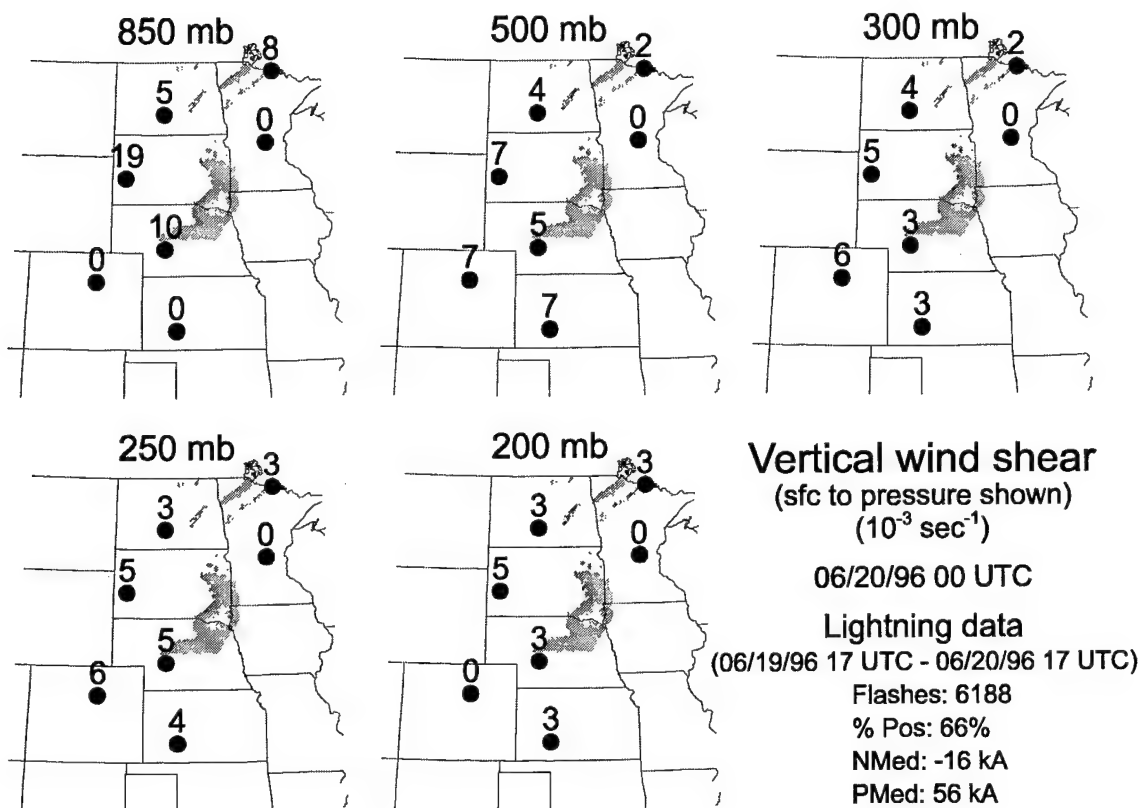 850 mb
8
5
0
19
10
0
0
500 mb
2
4
0
7
5
7
7
300 mb
2
4
0
5
3
6
3
250 mb
3
3
0
5
5
6
4
200 mb
3
3
0
5
3
0
3
Vertical wind shear
(sfc to pressure shown)
(10⁻³ sec⁻¹)
06/20/96 00 UTC
Lightning data
(06/19/96 17 UTC - 06/20/96 17 UTC)
Flashes: 6188
% Pos: 66%
NMed: -16 kA
PMed: 56 kA